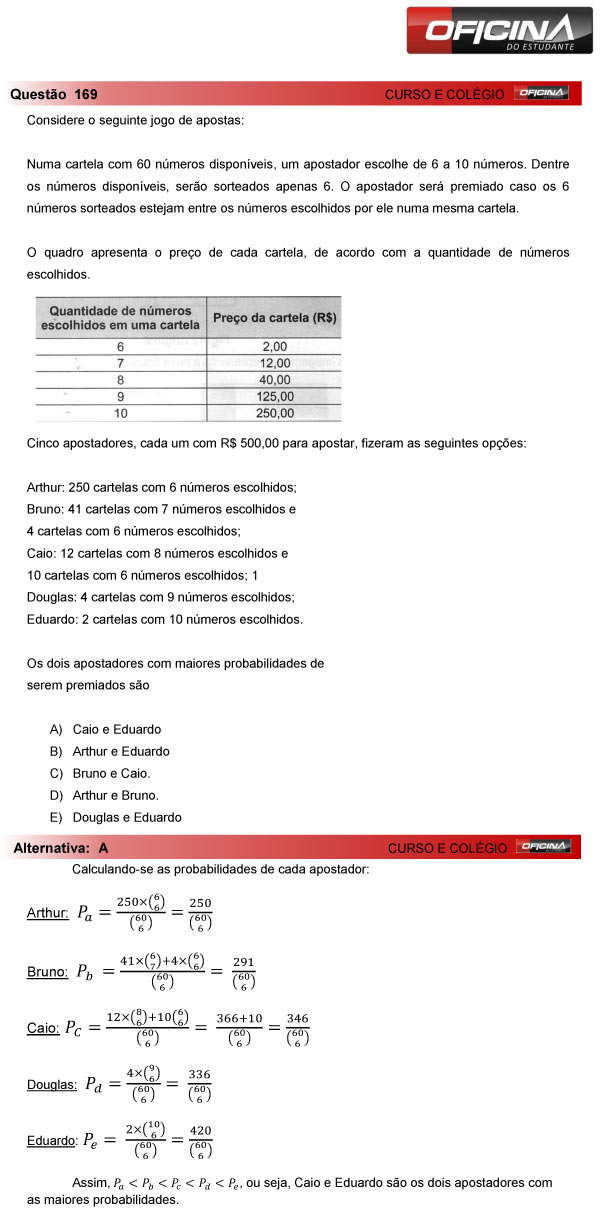 OFICINA
DO ESTUDANTE
Questão 169 CURSO E COLÉGIO OFICINA
Considere o seguinte jogo de apostas:
Numa cartela com 60 números disponíveis, um apostador escolhe de 6 a 10 números. Dentre
os números disponíveis, serão sorteados apenas 6. O apostador será premiado caso os 6
números sorteados estejam entre os números escolhidos por ele numa mesma cartela.
O quadro apresenta o preço de cada cartela, de acordo com a quantidade de números
escolhidos.
Quantidade de números
escolhidos em uma cartela Preço da cartela (R$)
6 2,00
7 12,00
8 40,00
9 125,00
10 250,00
Cinco apostadores, cada um com R$ 500,00 para apostar, fizeram as seguintes opções:
Arthur: 250 cartelas com 6 números escolhidos;
Bruno: 41 cartelas com 7 números escolhidos e
4 cartelas com 6 números escolhidos;
Caio: 12 cartelas com 8 números escolhidos e
10 cartelas com 6 números escolhidos; 1
Douglas: 4 cartelas com 9 números escolhidos;
Eduardo: 2 cartelas com 10 números escolhidos.
Os dois apostadores com maiores probabilidades de
serem premiados são
A) Caio e Eduardo
B) Arthur e Eduardo
C) Bruno e Caio.
D) Arthur e Bruno.
E) Douglas e Eduardo
Alternativa: A CURSO E COLÉGIO OFICINA
Calculando-se as probabilidades de cada apostador:
Arthur: P_a = (250×(6 6))/((60 6)) = 250/((60 6))
Bruno: P_b = (41×(6 7)+4×(6 6))/((60 6)) = 291/((60 6))
Caio: P_C = (12×(8 6)+10(6 6))/((60 6)) = (366+10)/((60 6)) = 346/((60 6))
Douglas: P_d = (4×(9 6))/((60 6)) = 336/((60 6))
Eduardo: P_e = (2×(10 6))/((60 6)) = 420/((60 6))
Assim, P_a < P_b < P_c < P_d < P_e, ou seja, Caio e Eduardo são os dois apostadores com
as maiores probabilidades.